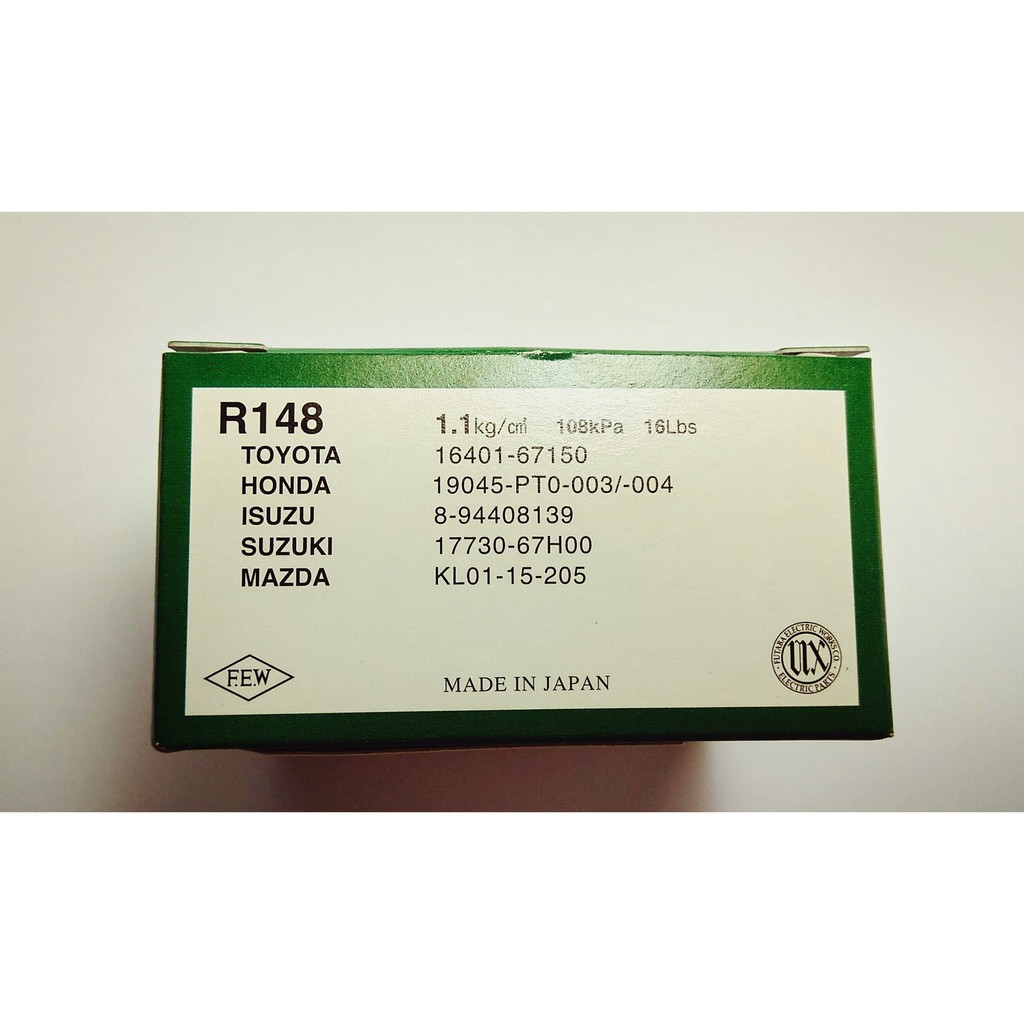 R148 1.1kg/c㎡ 108kPa 16Lbs
TOYOTA 16401-67150
HONDA 19045-PT0-003/-004
ISUZU 8-94408139
SUZUKI 17730-67H00
MAZDA KL01-15-205
F.E.W
MADE IN JAPAN
FUTABA ELECTRIC WORKS CO.
UX
ELECTRIC PARTS